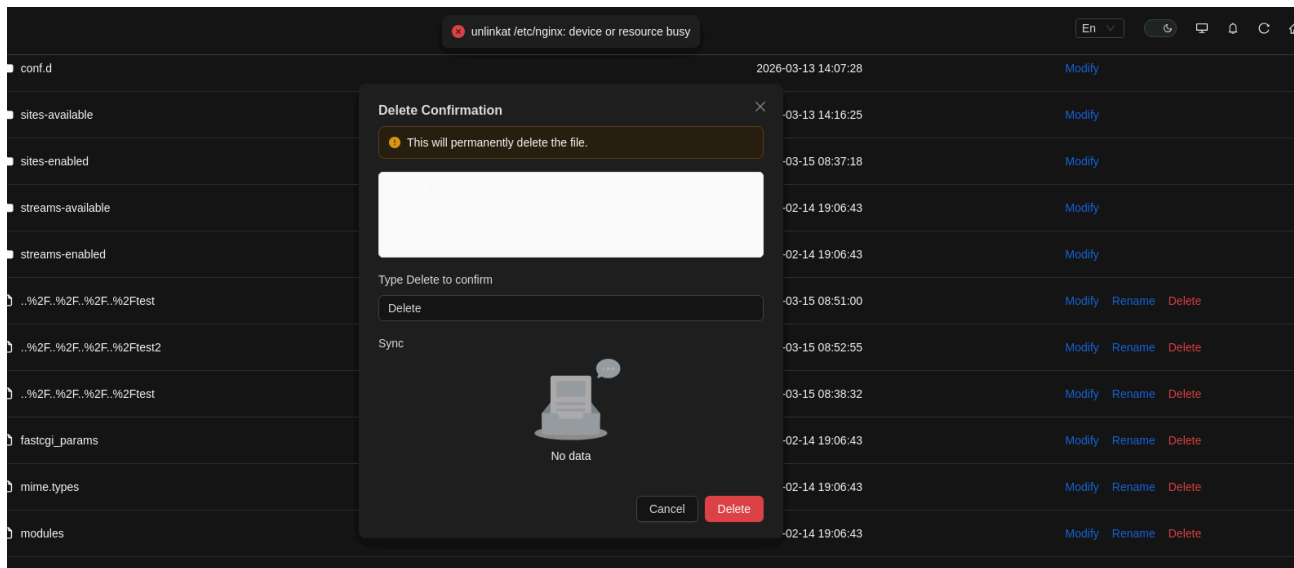 unlinkat /etc/nginx: device or resource busy
En
conf.d 2026-03-13 14:07:28 Modify
Delete Confirmation
sites-available -03-13 14:16:25 Modify
This will permanently delete the file.
sites-enabled -03-15 08:37:18 Modify
streams-available -02-14 19:06:43 Modify
streams-enabled -02-14 19:06:43 Modify
Type Delete to confirm
..%2F..%2F..%2F..%2Ftest -03-15 08:51:00 Modify Rename Delete
Delete
Sync
..%2F..%2F..%2F..%2Ftest2 -03-15 08:52:55 Modify Rename Delete
..%2F..%2F..%2F..%2Ftest -03-15 08:38:32 Modify Rename Delete
fastcgi_params -02-14 19:06:43 Modify Rename Delete
No data
mime.types -02-14 19:06:43 Modify Rename Delete
Cancel Delete
modules -02-14 19:06:43 Modify Rename Delete